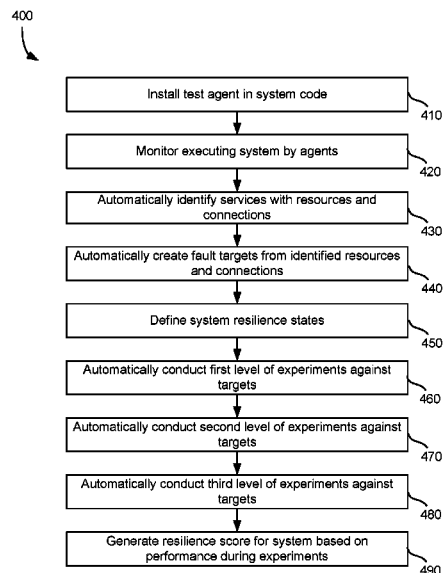 400
Install test agent in system code
410
Monitor executing system by agents
420
Automatically identify services with resources
and connections
430
Automatically create fault targets from identified resources
and connections
440
Define system resilience states
450
Automatically conduct first level of experiments against
targets
460
Automatically conduct second level of experiments against
targets
470
Automatically conduct third level of experiments against
targets
480
Generate resilience score for system based on
performance during experiments
490